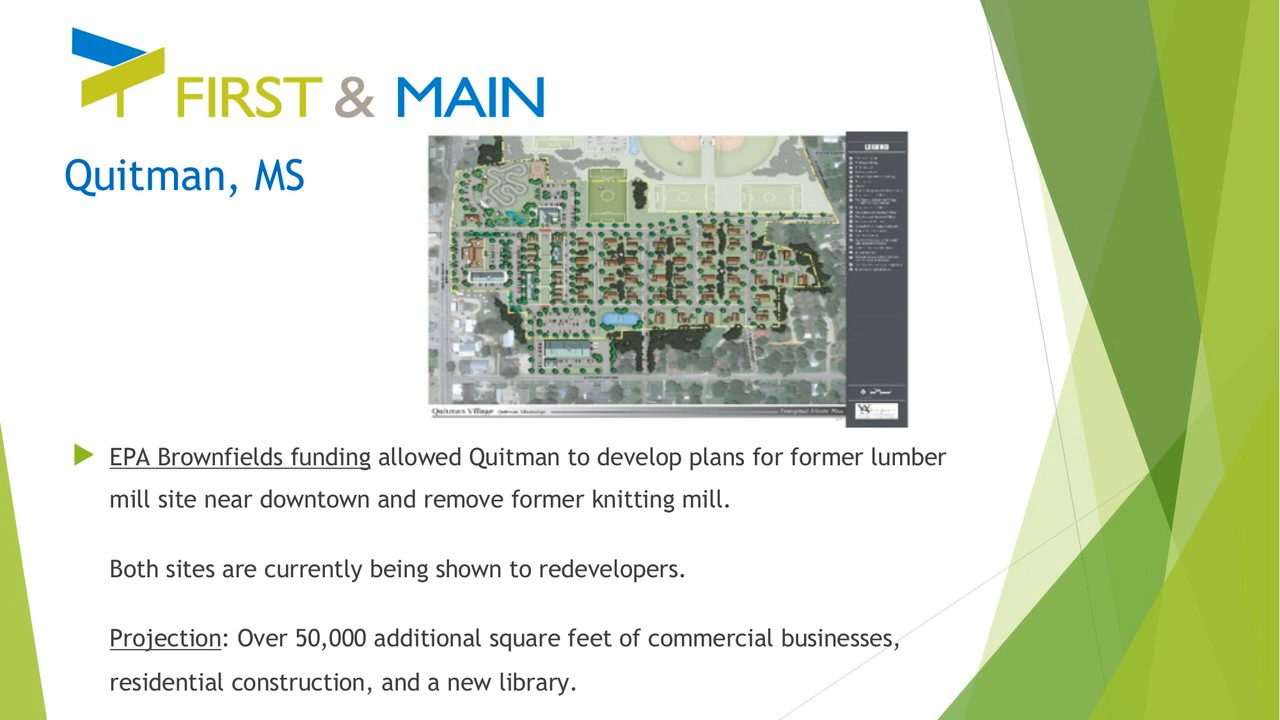 FIRST & MAIN
Quitman, MS
LEGEND
Quitman Village
EPA Brownfields funding allowed Quitman to develop plans for former lumber
mill site near downtown and remove former knitting mill.
Both sites are currently being shown to redevelopers.
Projection: Over 50,000 additional square feet of commercial businesses,
residential construction, and a new library.